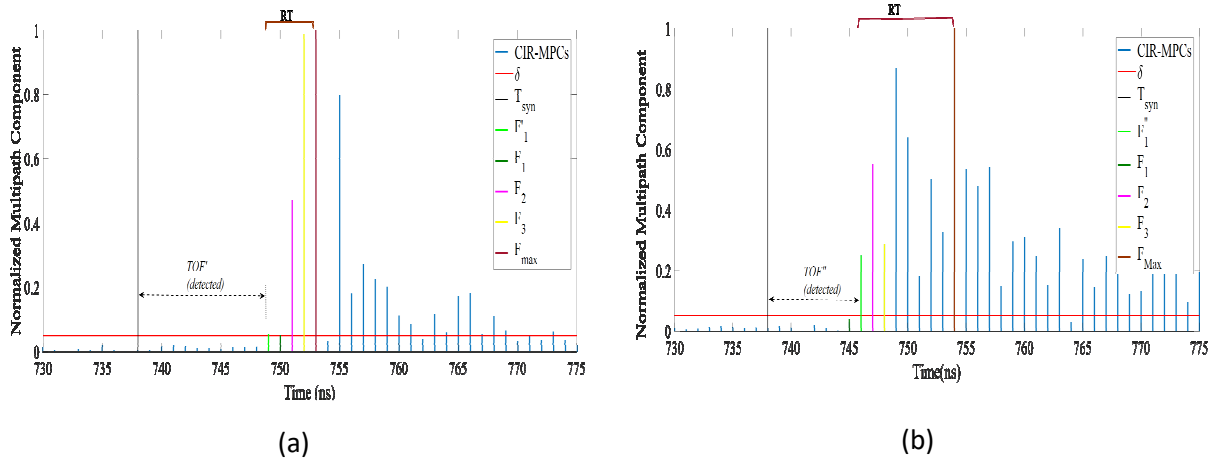 RT
Normalized Multipath Component
1
0.8
0.6
0.4
0.2
0
730 735 740 745 750 755 760 765 770 775
Time (ns)
TOF'
(detected)
CIR-MPCs
δ
T_syn
F'_1
F_1
F_2
F_3
F_max
(a)
RT
Normalized Multipath Component
1
0.8
0.6
0.4
0.2
0
730 735 740 745 750 755 760 765 770 775
Time(ns)
TOF"
(detected)
CIR-MPCs
δ
T_syn
F"_1
F_1
F_2
F_3
F_Max
(b)